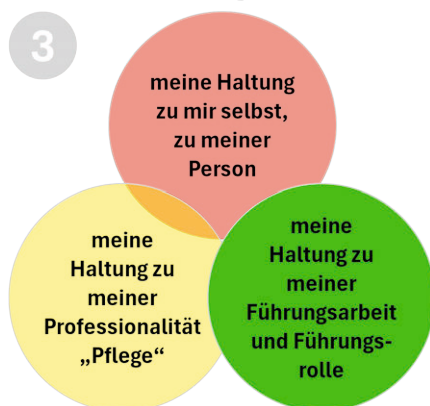 3
meine Haltung
zu mir selbst,
zu meiner
Person
meine
Haltung zu
meiner
Professionalität
„Pflege“
meine
Haltung zu
meiner
Führungsarbeit
und Führungs-
rolle